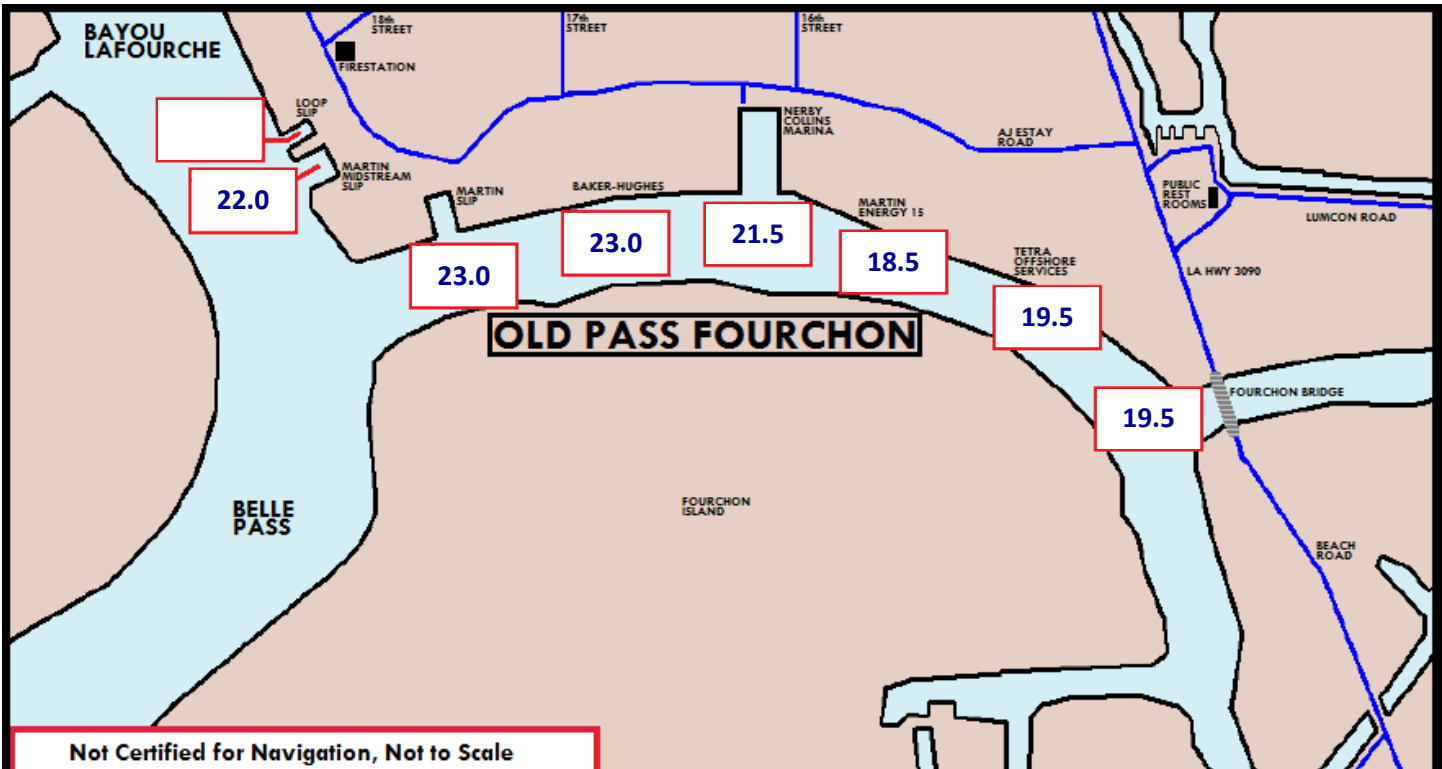 BAYOU
LAFOURCHE
18th
STREET
17th
STREET
16th
STREET
FIRESTATION
LOOP
SLIP
NERBY
COLLINS
MARINA
AJ ESTAY
ROAD
MARTIN
MIDSTREAM
SLIP
22.0
MARTIN
SLIP
BAKER-HUGHES
MARTIN
ENERGY 15
PUBLIC
REST
ROOMS
LUMCON ROAD
23.0
23.0
21.5
18.5
TETRA
OFFSHORE
SERVICES
LA HWY 3090
19.5
OLD PASS FOURCHON
FOURCHON BRIDGE
19.5
BELLE
PASS
FOURCHON
ISLAND
BEACH
ROAD
Not Certified for Navigation, Not to Scale